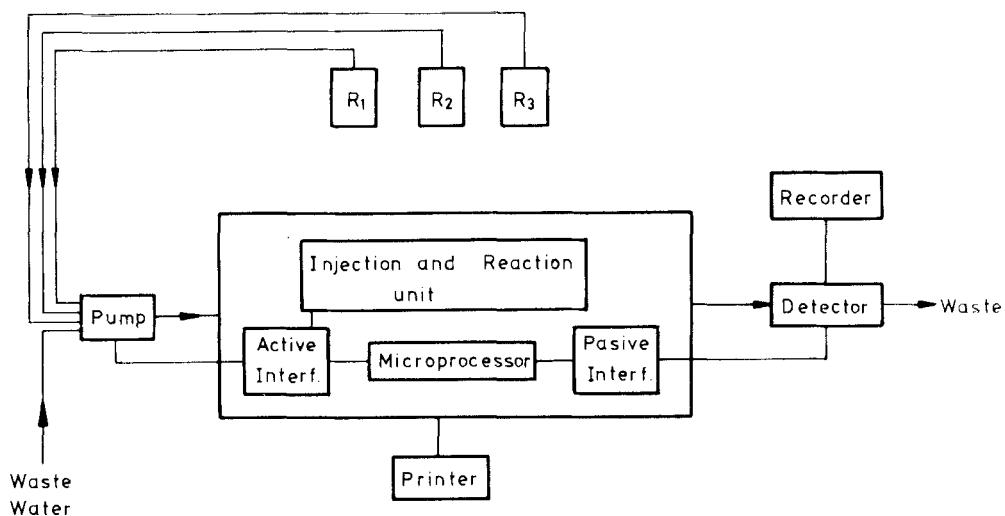 R1
R2
R3
Recorder
Injection and Reaction
unit
Pump
Detector
Waste
Active
Interf.
Microprocessor
Pasive
Interf.
Printer
Waste
Water